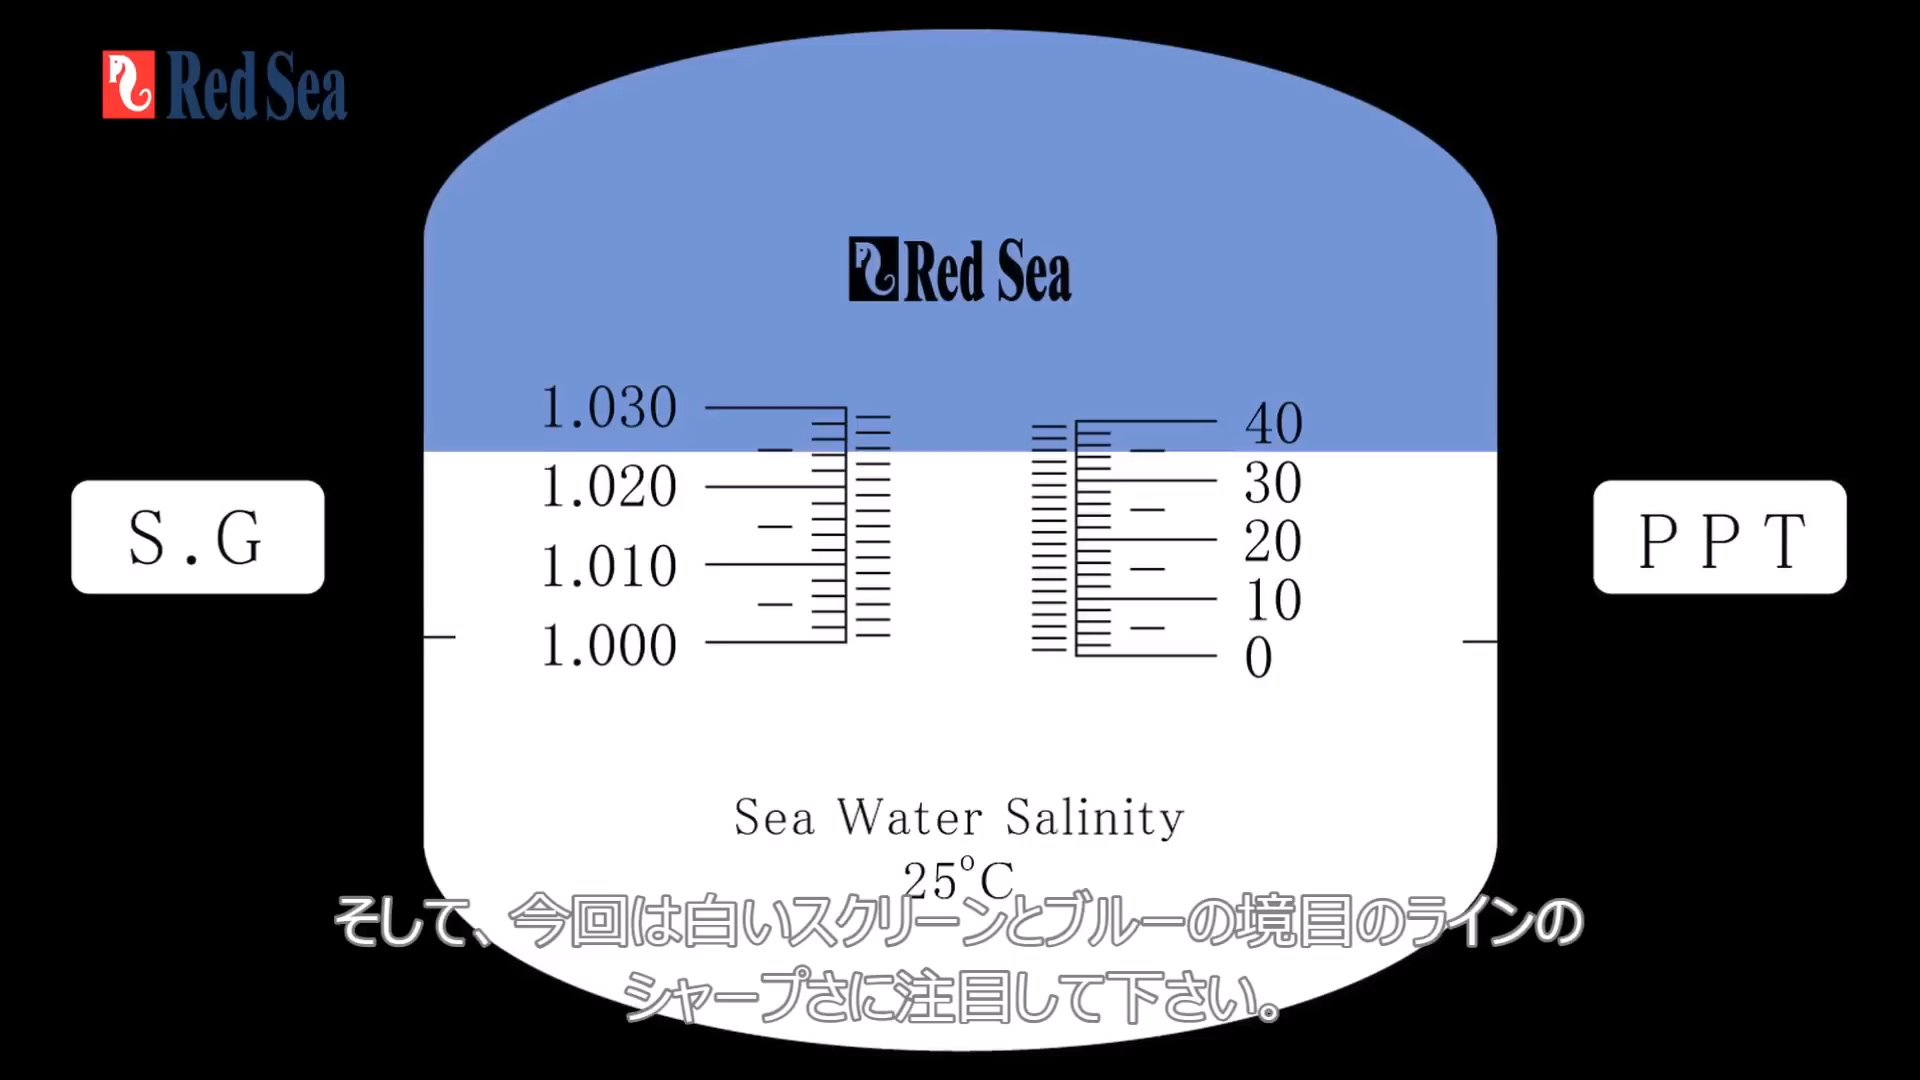 Red Sea
Red Sea
1.030
1.020
1.010
1.000
40
30
20
10
0
S.G
PPT
Sea Water Salinity
25°C
そして、今回は白いスクリーンとブルーの境目のラインの
シャープさに注目して下さい。